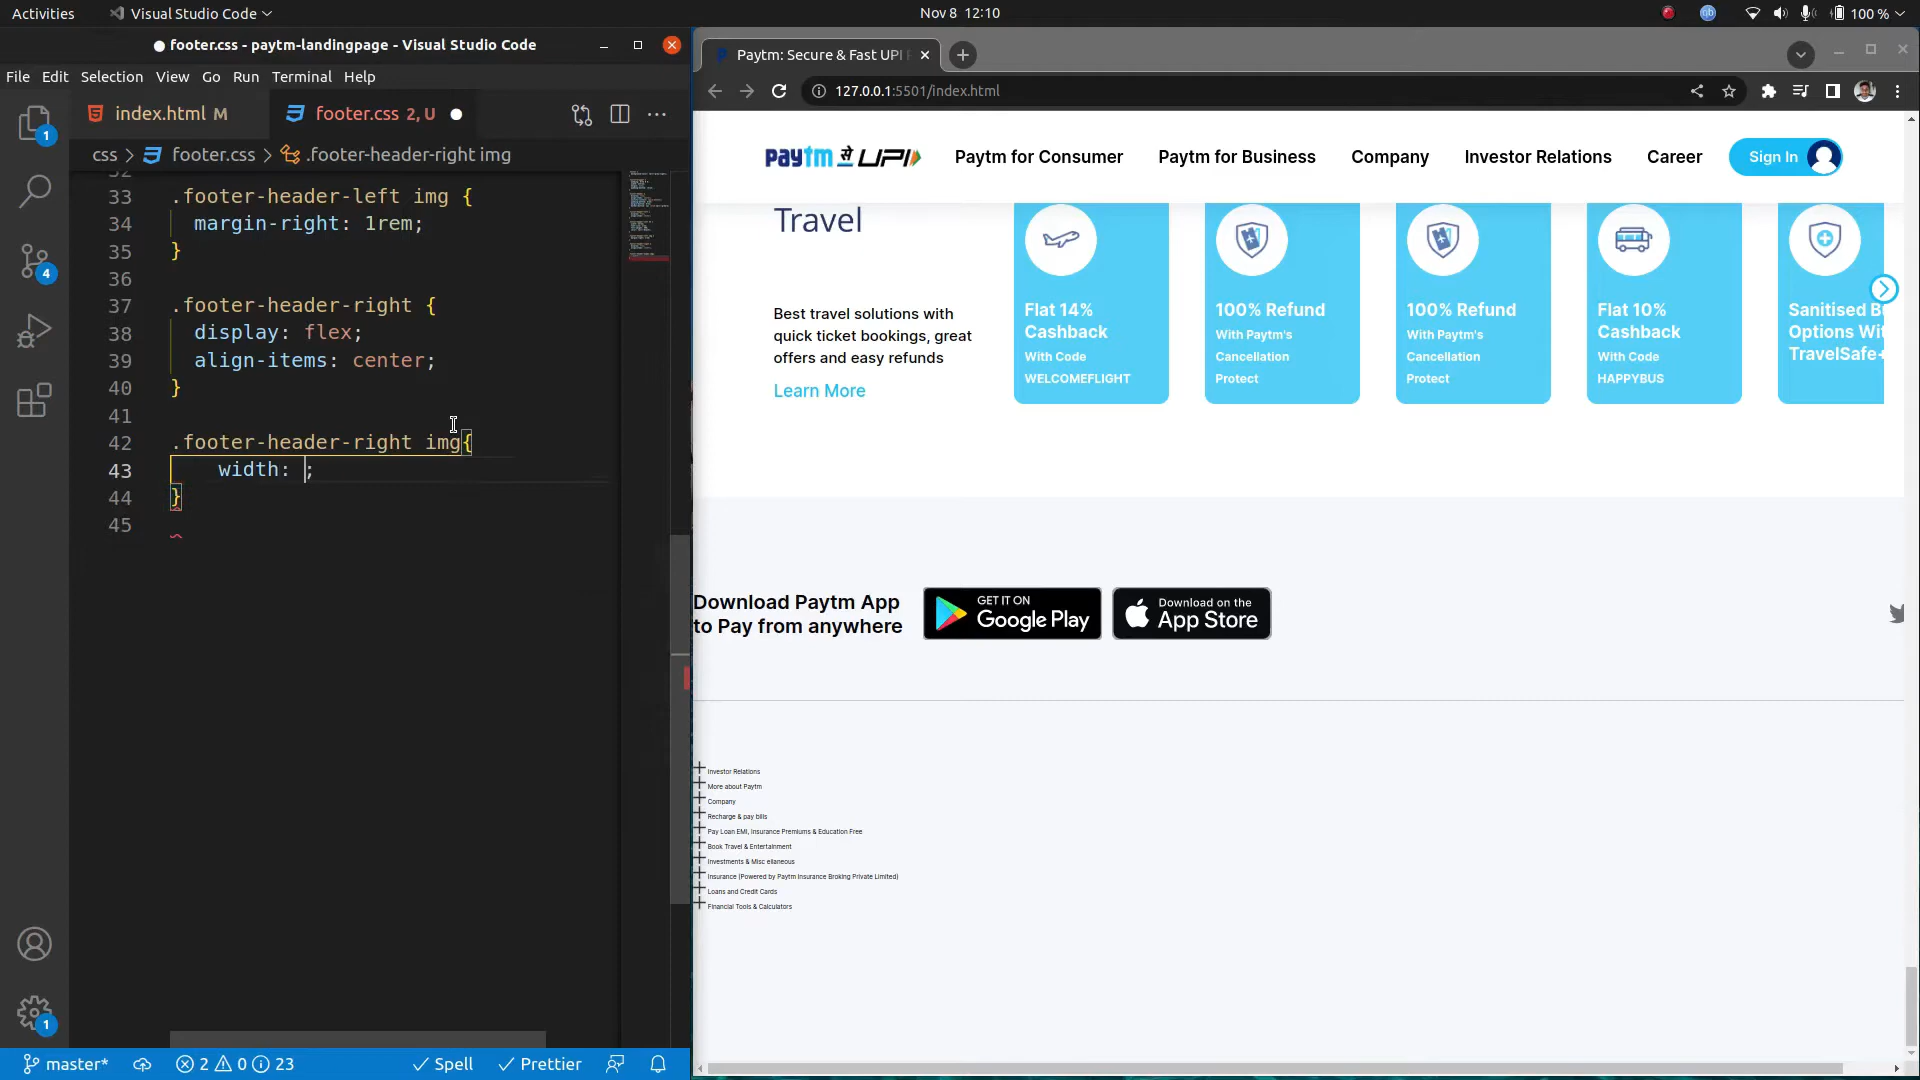 Activities
Visual Studio Code
Nov 8 12:10
100 %
footer.css - paytm-landingpage - Visual Studio Code
File Edit Selection View Go Run Terminal Help
index.html M
footer.css 2, U
css > footer.css > .footer-header-right img
33 .footer-header-left img {
34 margin-right: 1rem;
35 }
36
37 .footer-header-right {
38 display: flex;
39 align-items: center;
40 }
41
42 .footer-header-right img{
43 width: ;
44 }
45
1
4
1
master*
2 0 23
Spell
Prettier
Paytm: Secure & Fast UPI
127.0.0.1:5501/index.html
paytm से UPI
Paytm for Consumer
Paytm for Business
Company
Investor Relations
Career
Sign In
Travel
Best travel solutions with
quick ticket bookings, great
offers and easy refunds
Learn More
Flat 14%
Cashback
With Code
WELCOMEFLIGHT
100% Refund
With Paytm's
Cancellation
Protect
100% Refund
With Paytm's
Cancellation
Protect
Flat 10%
Cashback
With Code
HAPPYBUS
Sanitised B
Options Wi
TravelSafe+
Download Paytm App
to Pay from anywhere
GET IT ON
Google Play
Download on the
App Store
Investor Relations
More about Paytm
Company
Recharge & pay bills
Pay Loan EMI, Insurance Premiums & Education Free
Book Travel & Entertainment
Investments & Misc ellaneous
Insurance (Powered by Paytm Insurance Broking Private Limited)
Loans and Credit Cards
Financial Tools & Calculators